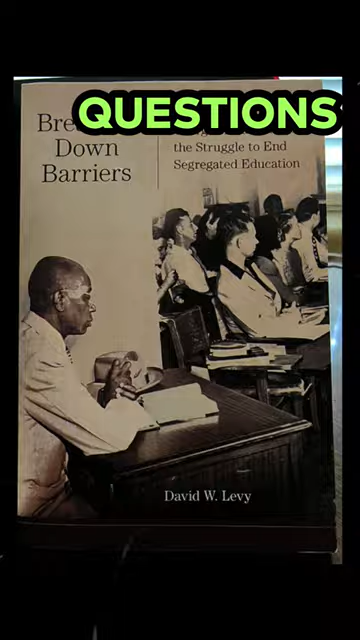 QUESTIONS
Down
Barriers
the Struggle to End
Segregated Education
David W. Levy